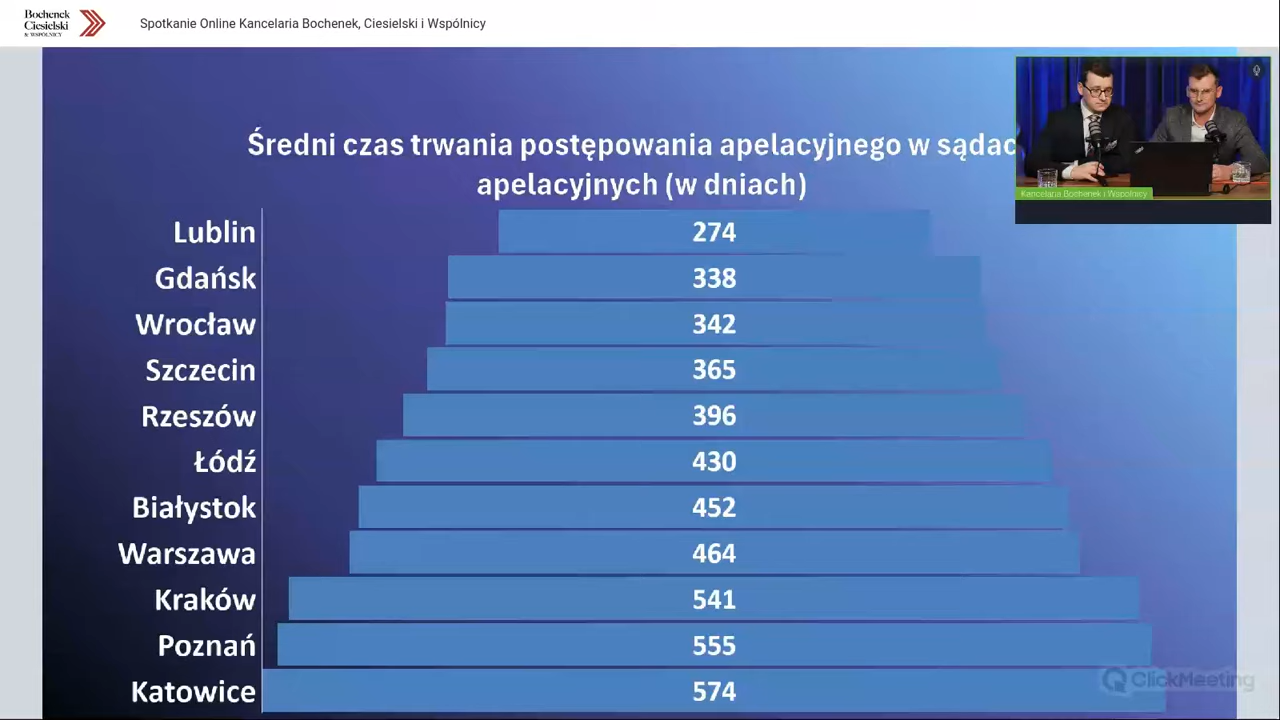 Bochenek
Ciesielski
& WSPÓLNICY
Spotkanie Online Kancelaria Bochenek, Ciesielski i Wspólnicy
Średni czas trwania postępowania apelacyjnego w sądac
apelacyjnych (w dniach)
Kancelaria Bochenek i Wspólnicy
Lublin 274
Gdańsk 338
Wrocław 342
Szczecin 365
Rzeszów 396
Łódź 430
Białystok 452
Warszawa 464
Kraków 541
Poznań 555
Katowice 574
ClickMeeting